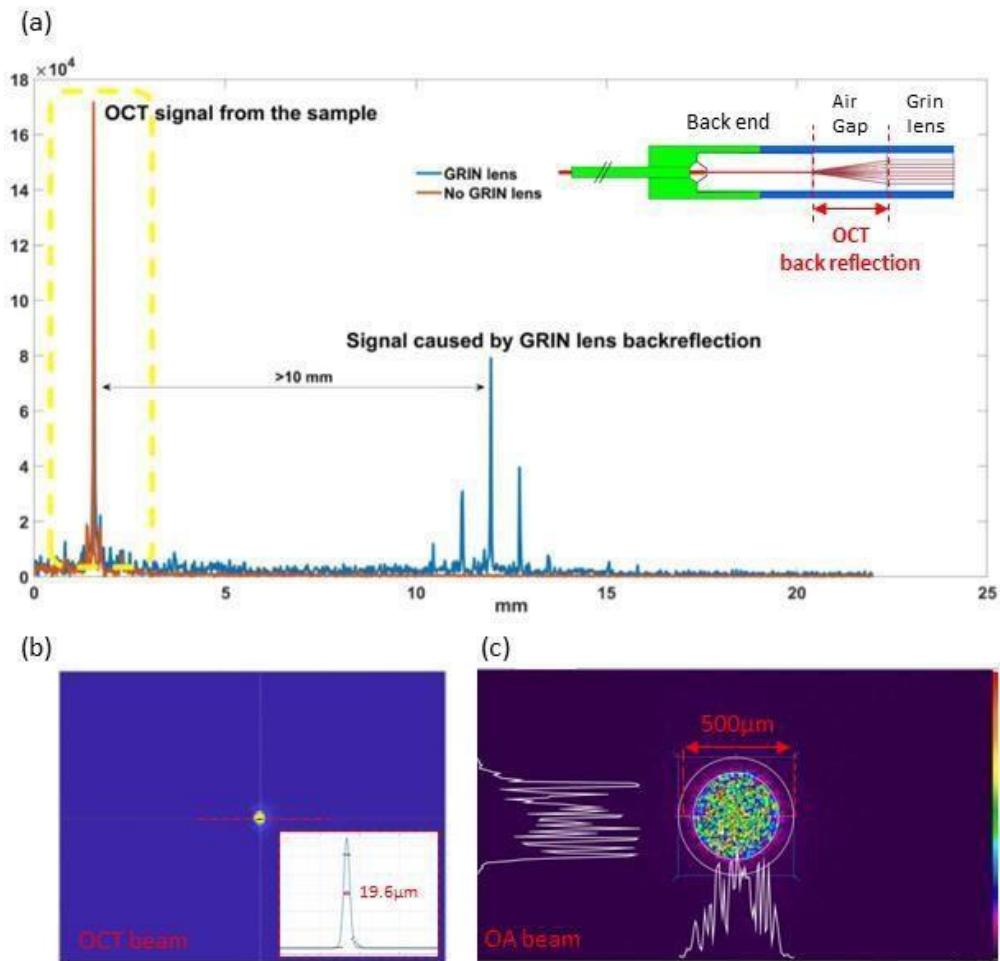 (a)
×10⁴
18
16
14
12
10
8
6
4
2
0
0
5
10
15
20
25
mm
OCT signal from the sample
GRIN lens
No GRIN lens
Back end
Air
Gap
Grin
lens
OCT
back reflection
Signal caused by GRIN lens backreflection
>10 mm
(b)
19.6µm
OCT beam
(c)
500µm
OA beam